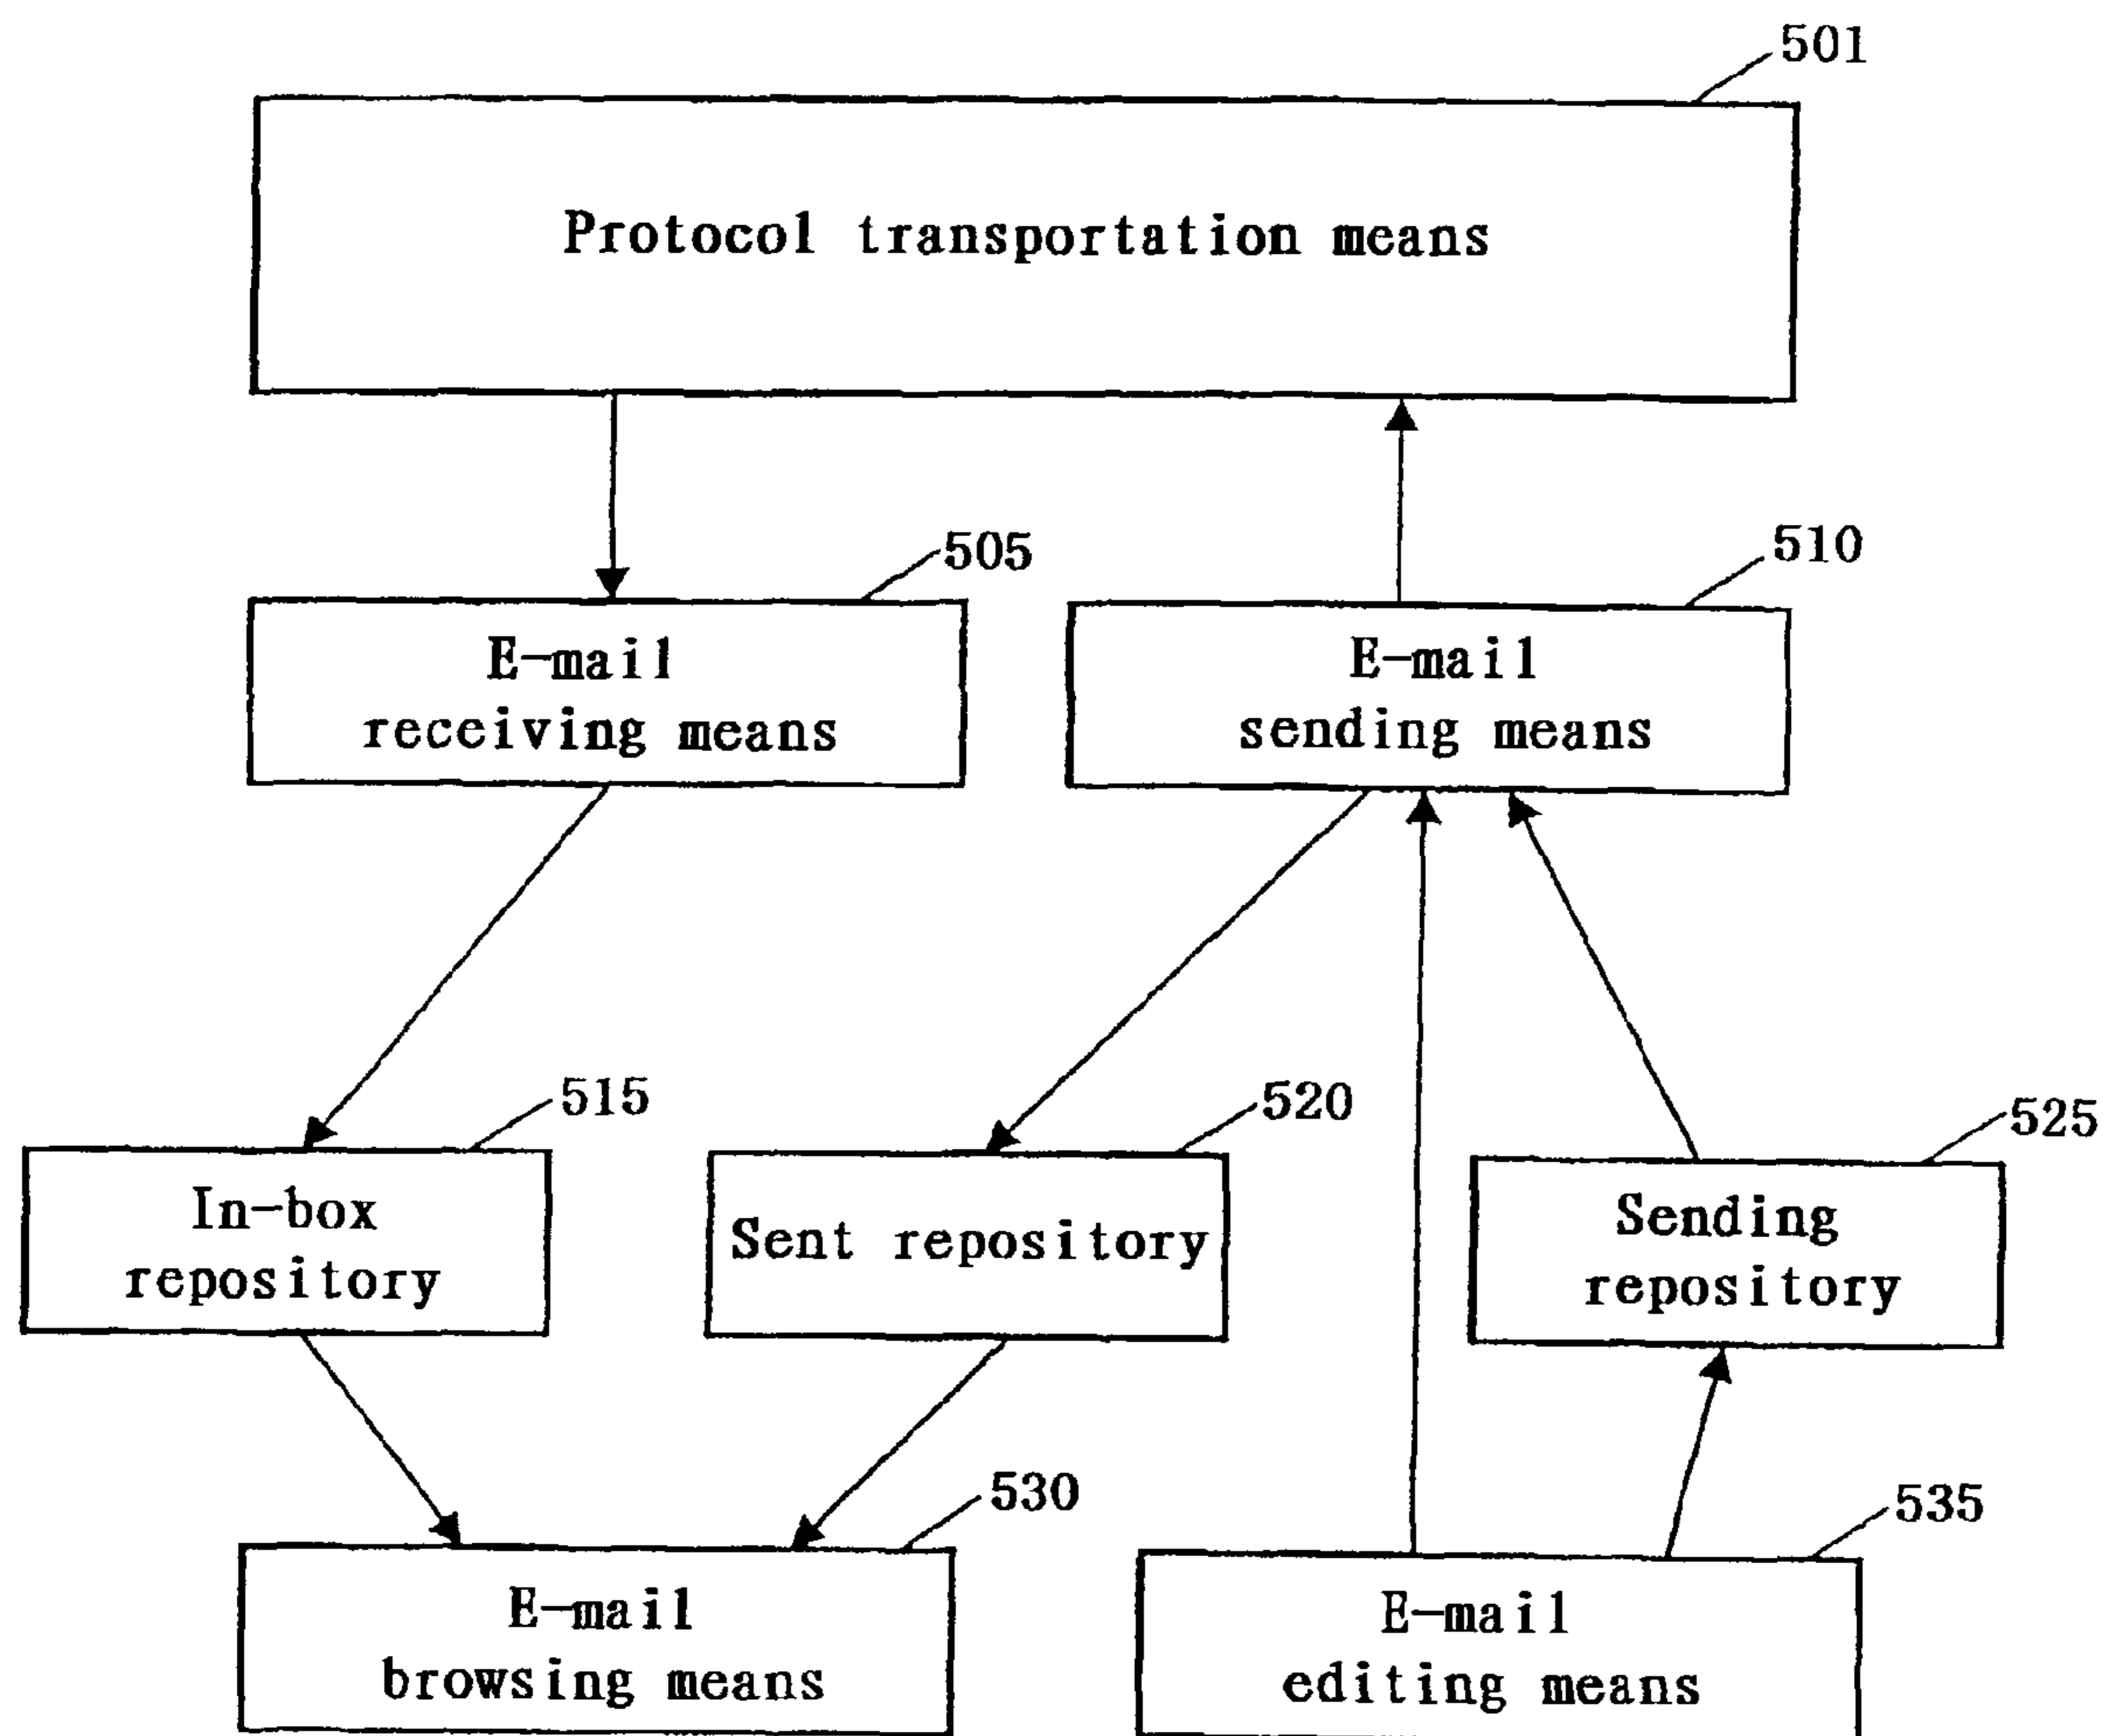 501
Protocol transportation means
505
510
E-mail
receiving means
E-mail
sending means
515
520
525
In-box
repository
Sent repository
Sending
repository
530
535
E-mail
browsing means
E-mail
editing means